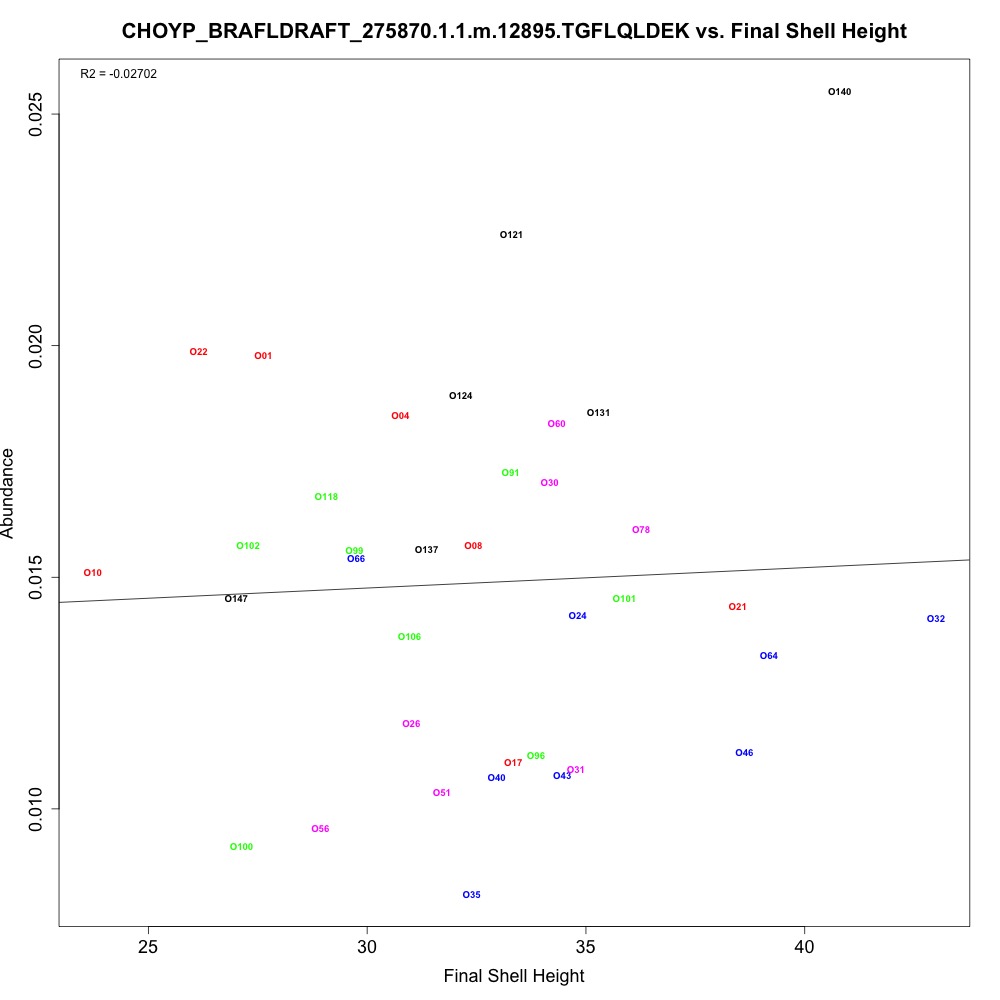 CHOYP_BRAFLDRAFT_275870.1.1.m.12895.TGFLQLDEK vs. Final Shell Height
R2 = -0.02702
O140
0.025
O121
O22
O01
0.020
O124
O131
O04
O60
O91
O30
O118
O78
O102
O99
O137
O08
O66
O10
0.015
O147
O101
O21
O24
O32
O106
O64
O26
O46
O96
O17
O31
O40
O43
O51
0.010
O56
O100
O35
Abundance
25
30
35
40
Final Shell Height